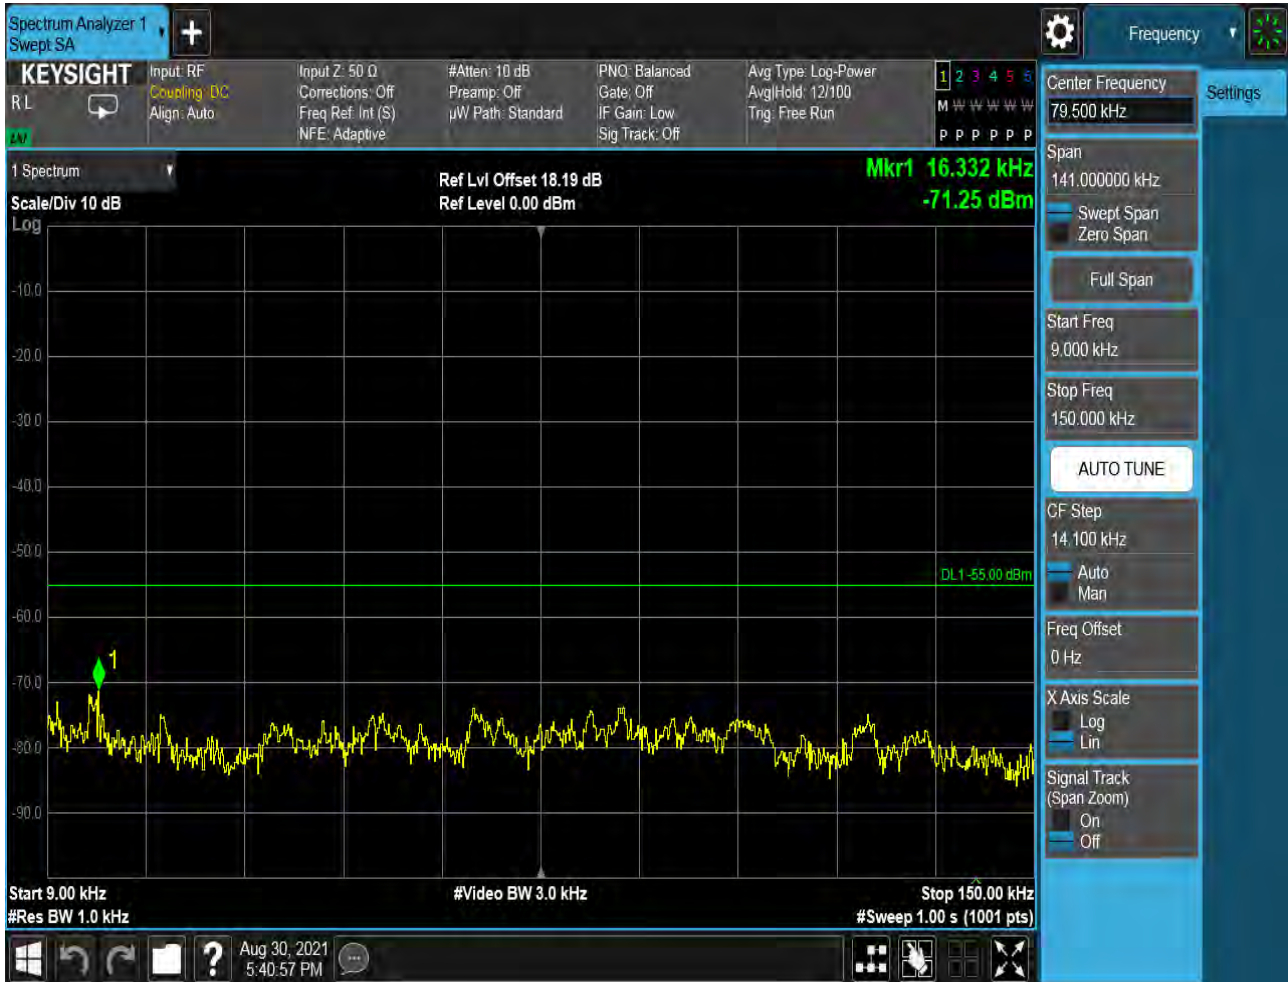 Spectrum Analyzer 1
Swept SA
Frequency
KEYSIGHT
R L
Input: RF
Coupling: DC
Align: Auto
Input Z: 50 Ω
Corrections: Off
Freq Ref: Int (S)
NFE: Adaptive
#Atten: 10 dB
Preamp: Off
µW Path: Standard
PNO: Balanced
Gate: Off
IF Gain: Low
Sig Track: Off
Avg Type: Log-Power
Avg|Hold: 12/100
Trig: Free Run
1 2 3 4 5 6
M W W W W W
P P P P P P
1 Spectrum
Scale/Div 10 dB
Log
Ref Lvl Offset 18.19 dB
Ref Level 0.00 dBm
Mkr1 16.332 kHz
-71.25 dBm
-10.0
-20.0
-30.0
-40.0
-50.0
DL1 -55.00 dBm
-60.0
1
-70.0
-80.0
-90.0
Start 9.00 kHz
#Res BW 1.0 kHz
#Video BW 3.0 kHz
Stop 150.00 kHz
#Sweep 1.00 s (1001 pts)
Aug 30, 2021
5:40:57 PM
?
Center Frequency
79.500 kHz
Settings
Span
141.000000 kHz
Swept Span
Zero Span
Full Span
Start Freq
9.000 kHz
Stop Freq
150.000 kHz
AUTO TUNE
CF Step
14.100 kHz
Auto
Man
Freq Offset
0 Hz
X Axis Scale
Log
Lin
Signal Track
(Span Zoom)
On
Off